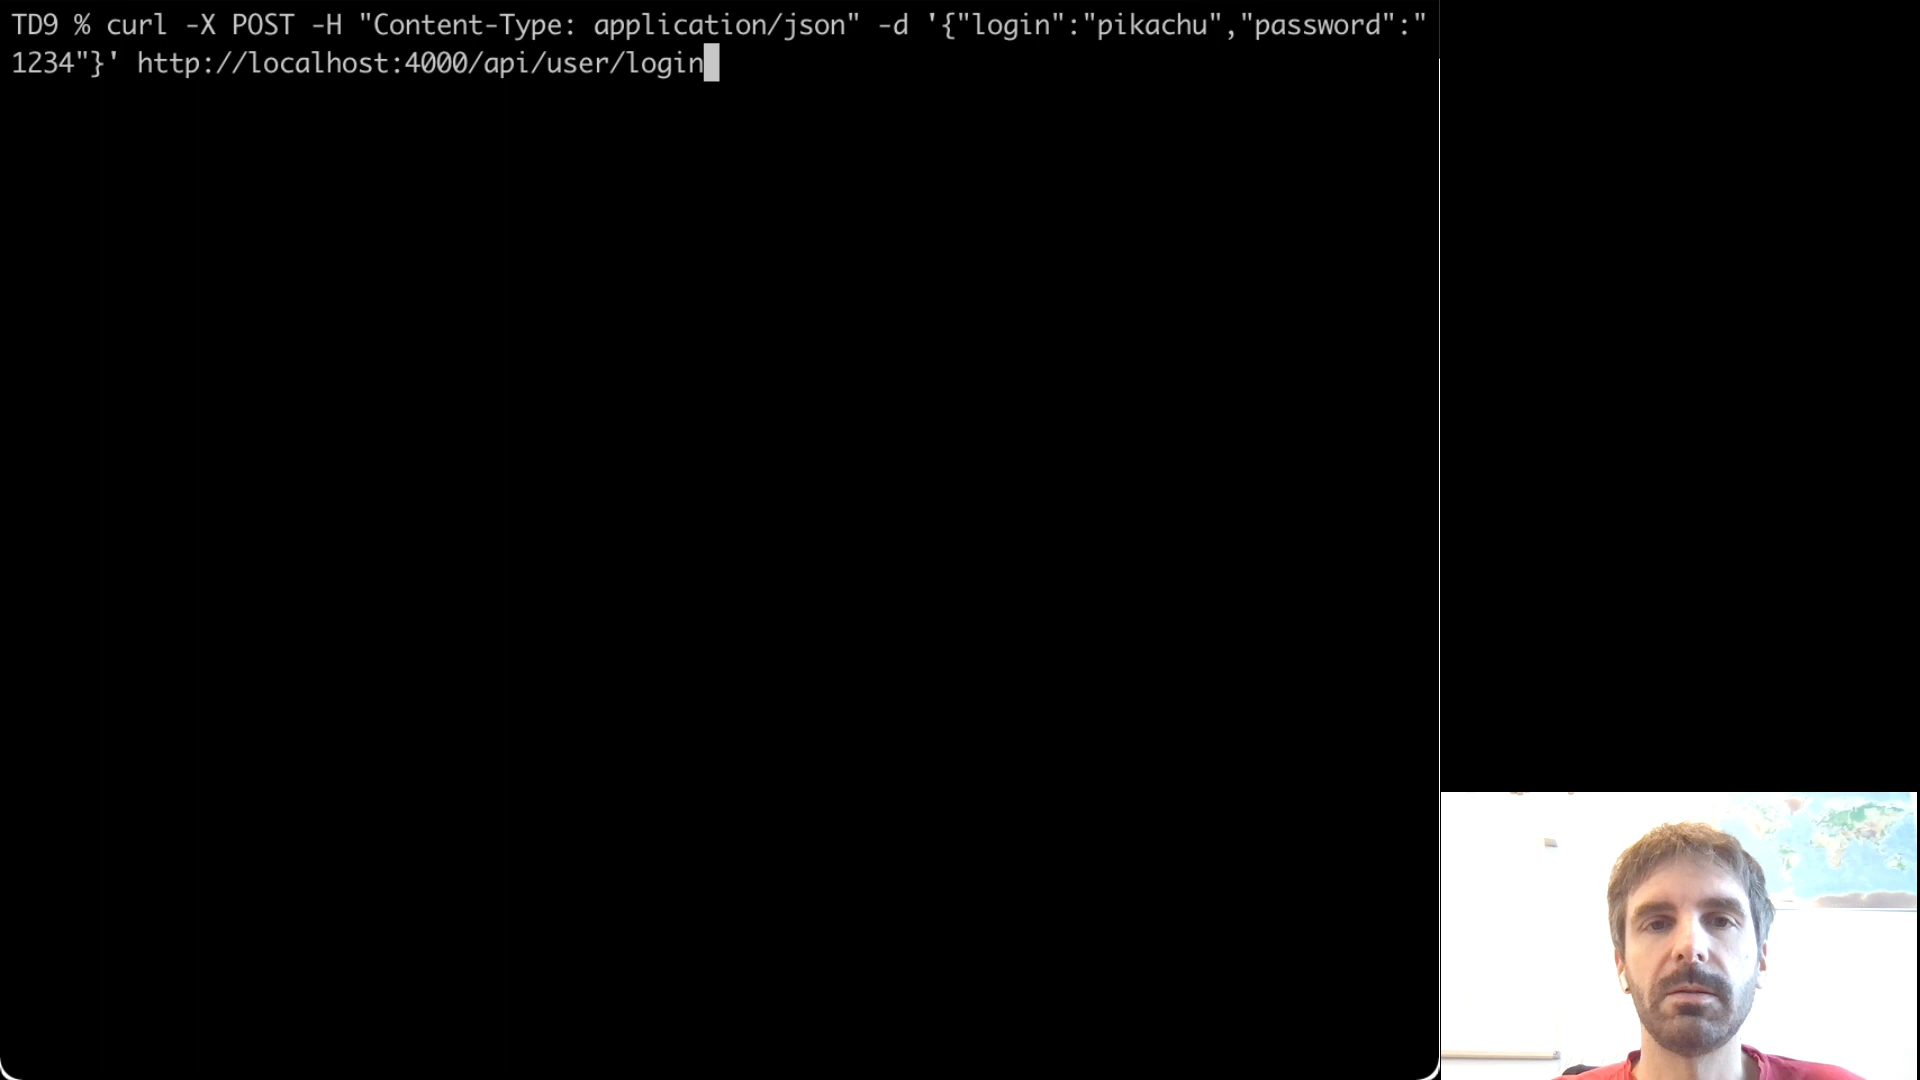 TD9 % curl -X POST -H "Content-Type: application/json" -d '{"login":"pikachu","password":"
1234"}' http://localhost:4000/api/user/login